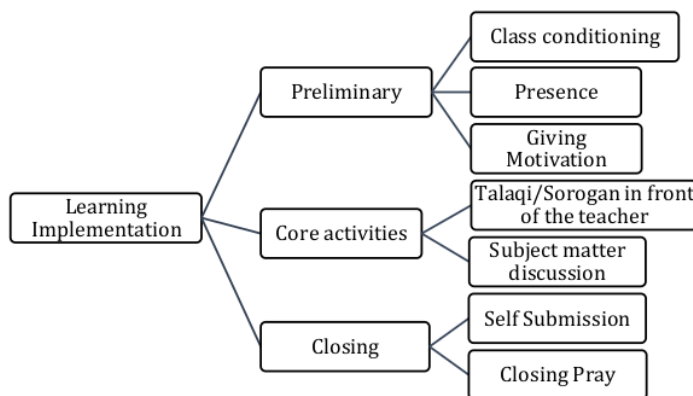 Learning
Implementation
Preliminary
Class conditioning
Presence
Giving
Motivation
Core activities
Talaqi/Sorogan in front
of the teacher
Subject matter
discussion
Closing
Self Submission
Closing Pray